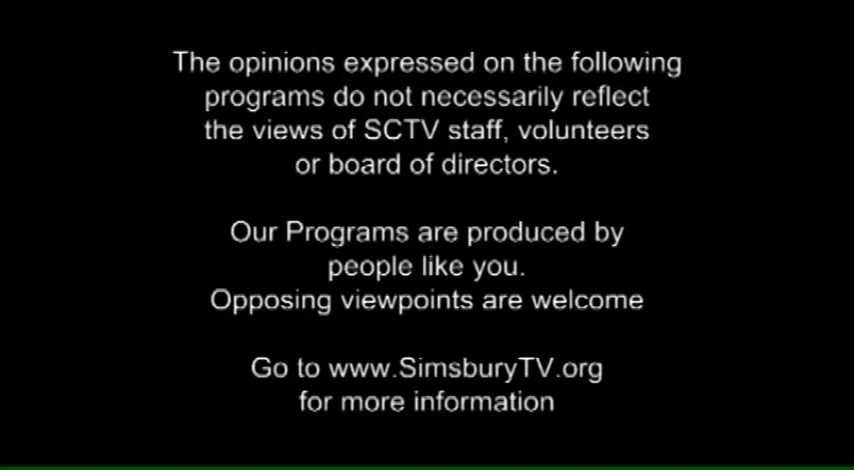 The opinions expressed on the following
programs do not necessarily reflect
the views of SCTV staff, volunteers
or board of directors.
Our Programs are produced by
people like you.
Opposing viewpoints are welcome
Go to www.SimsburyTV.org
for more information